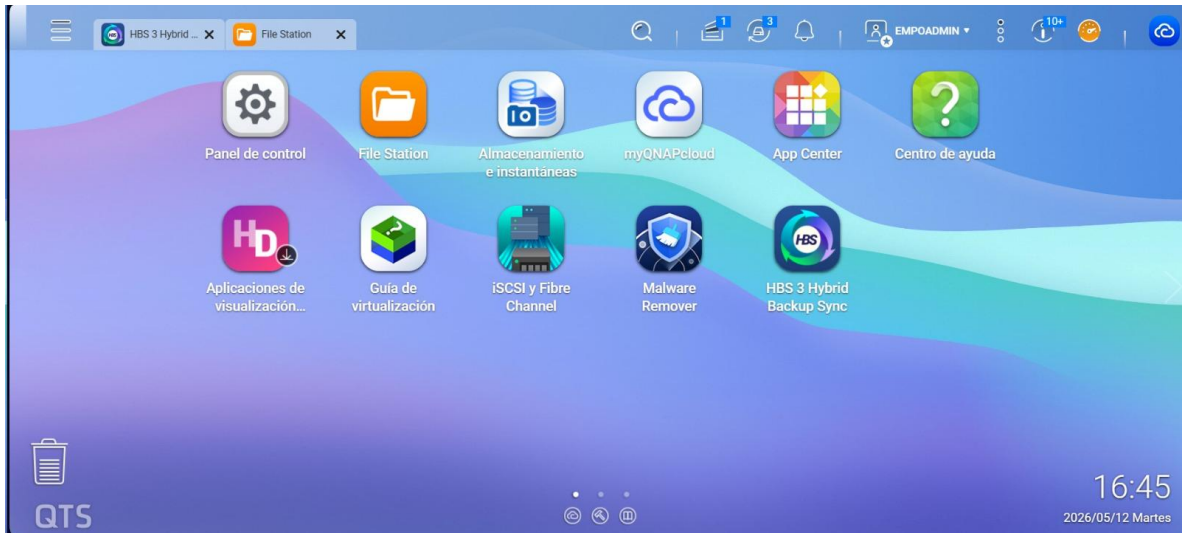 HBS 3 Hybrid ...
File Station
1
3
EMPOADMIN
10+
Panel de control
File Station
Almacenamiento
e instantáneas
myQNAPcloud
App Center
Centro de ayuda
HD
Aplicaciones de
visualización...
Guía de
virtualización
iSCSI y Fibre
Channel
Malware
Remover
HBS
HBS 3 Hybrid
Backup Sync
QTS
16:45
2026/05/12 Martes